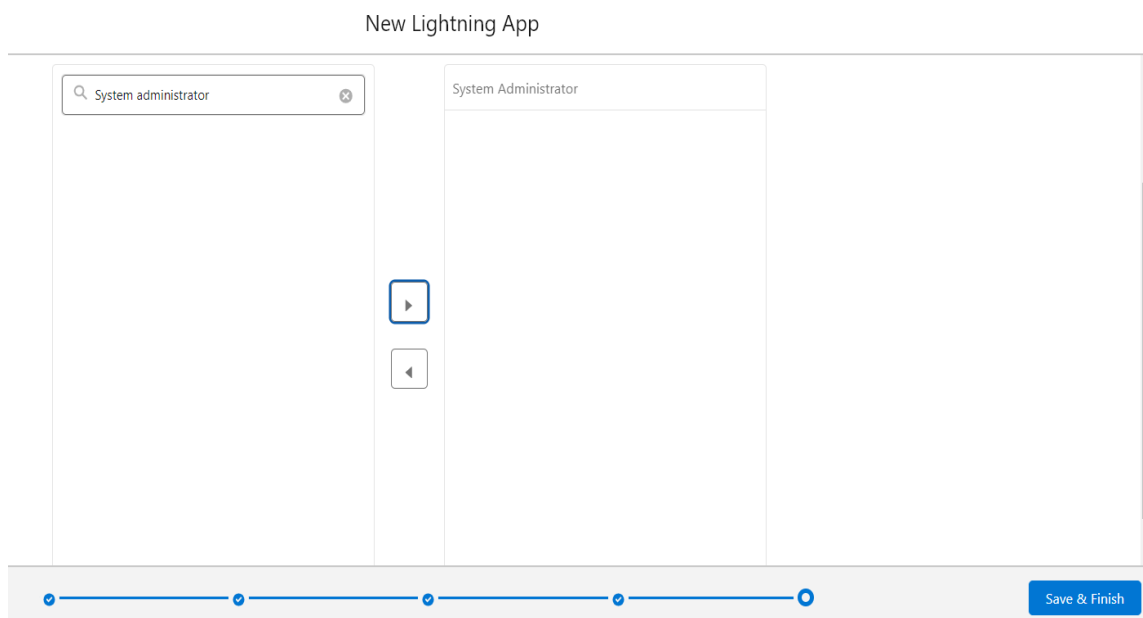 New Lightning App
System administrator
System Administrator
Save & Finish